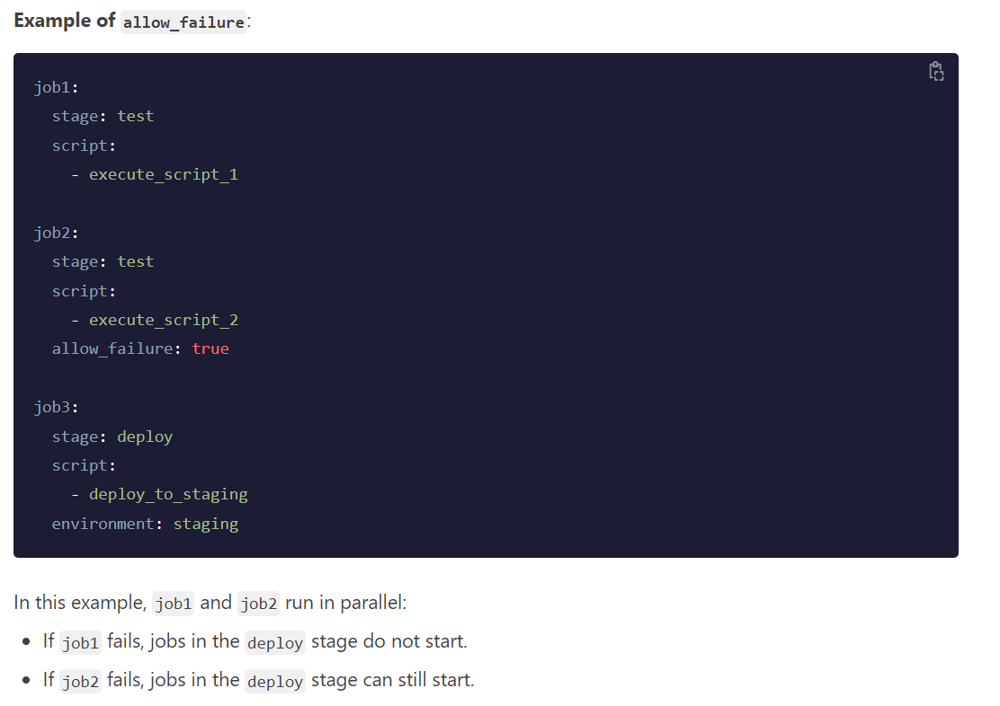 Example of allow_failure:
job1:
  stage: test
  script:
    - execute_script_1
job2:
  stage: test
  script:
    - execute_script_2
  allow_failure: true
job3:
  stage: deploy
  script:
    - deploy_to_staging
  environment: staging
In this example, job1 and job2 run in parallel:
• If job1 fails, jobs in the deploy stage do not start.
• If job2 fails, jobs in the deploy stage can still start.